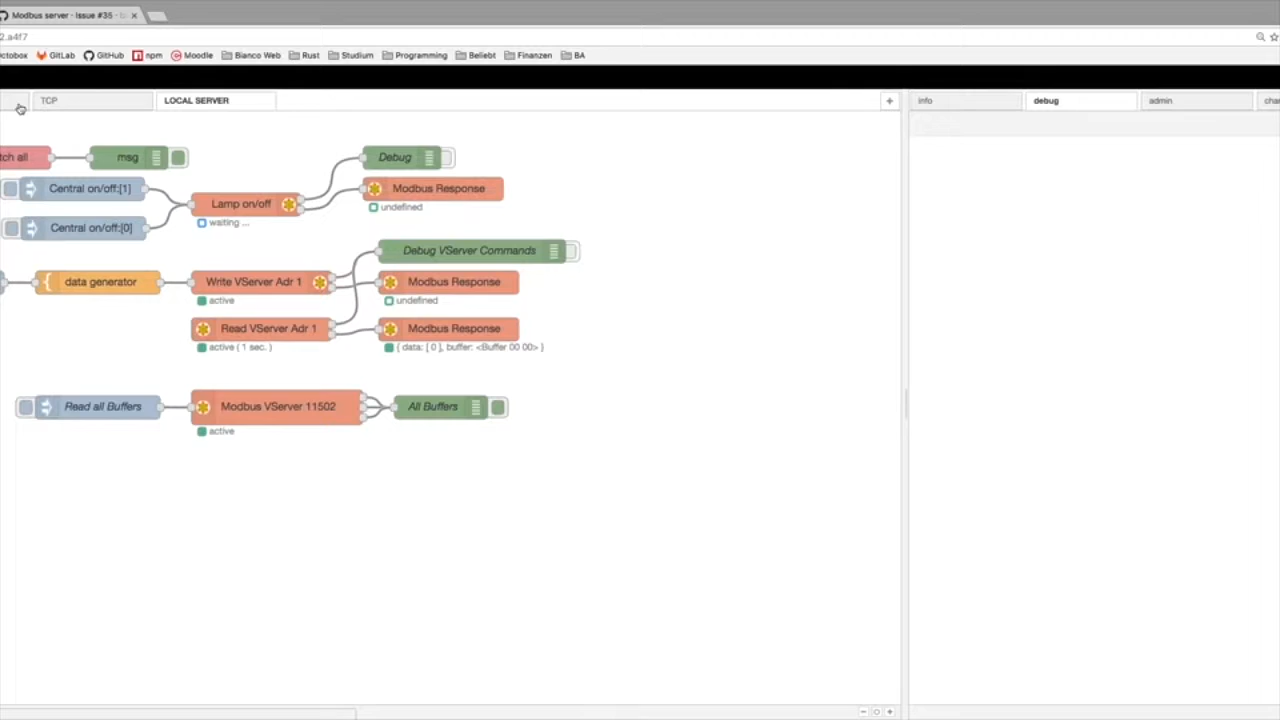 Modbus server · Issue #35 ·
2.a4f7
octobox GitLab GitHub npm Moodle Bianco Web Rust Studium Programming Beliebt Finanzen BA
TCP LOCAL SERVER info debug admin
tch all msg Debug
Central on/off:[1] Lamp on/off Modbus Response
waiting ... undefined
Central on/off:[0]
Debug VServer Commands
data generator Write VServer Adr 1 Modbus Response
active undefined
Read VServer Adr 1 Modbus Response
active ( 1 sec. ) { data: [ 0 ], buffer: <Buffer 00 00> }
Read all Buffers Modbus VServer 11502 All Buffers
active